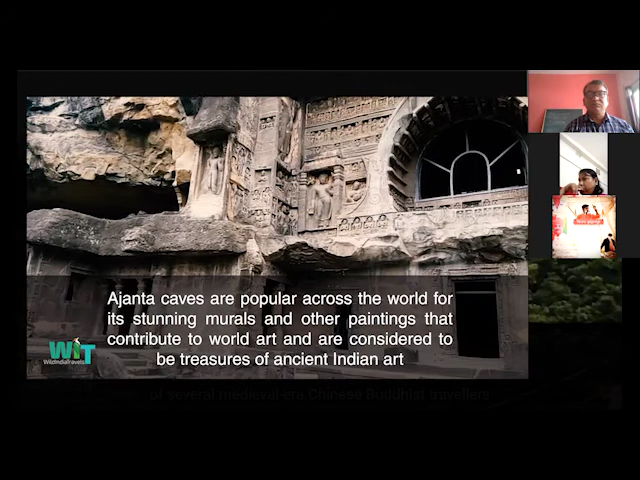 Ajanta caves are popular across the world for
its stunning murals and other paintings that
contribute to world art and are considered to
be treasures of ancient Indian art
WiT
WildIndiaTravels
of several medieval-era Chinese Buddhist travellers